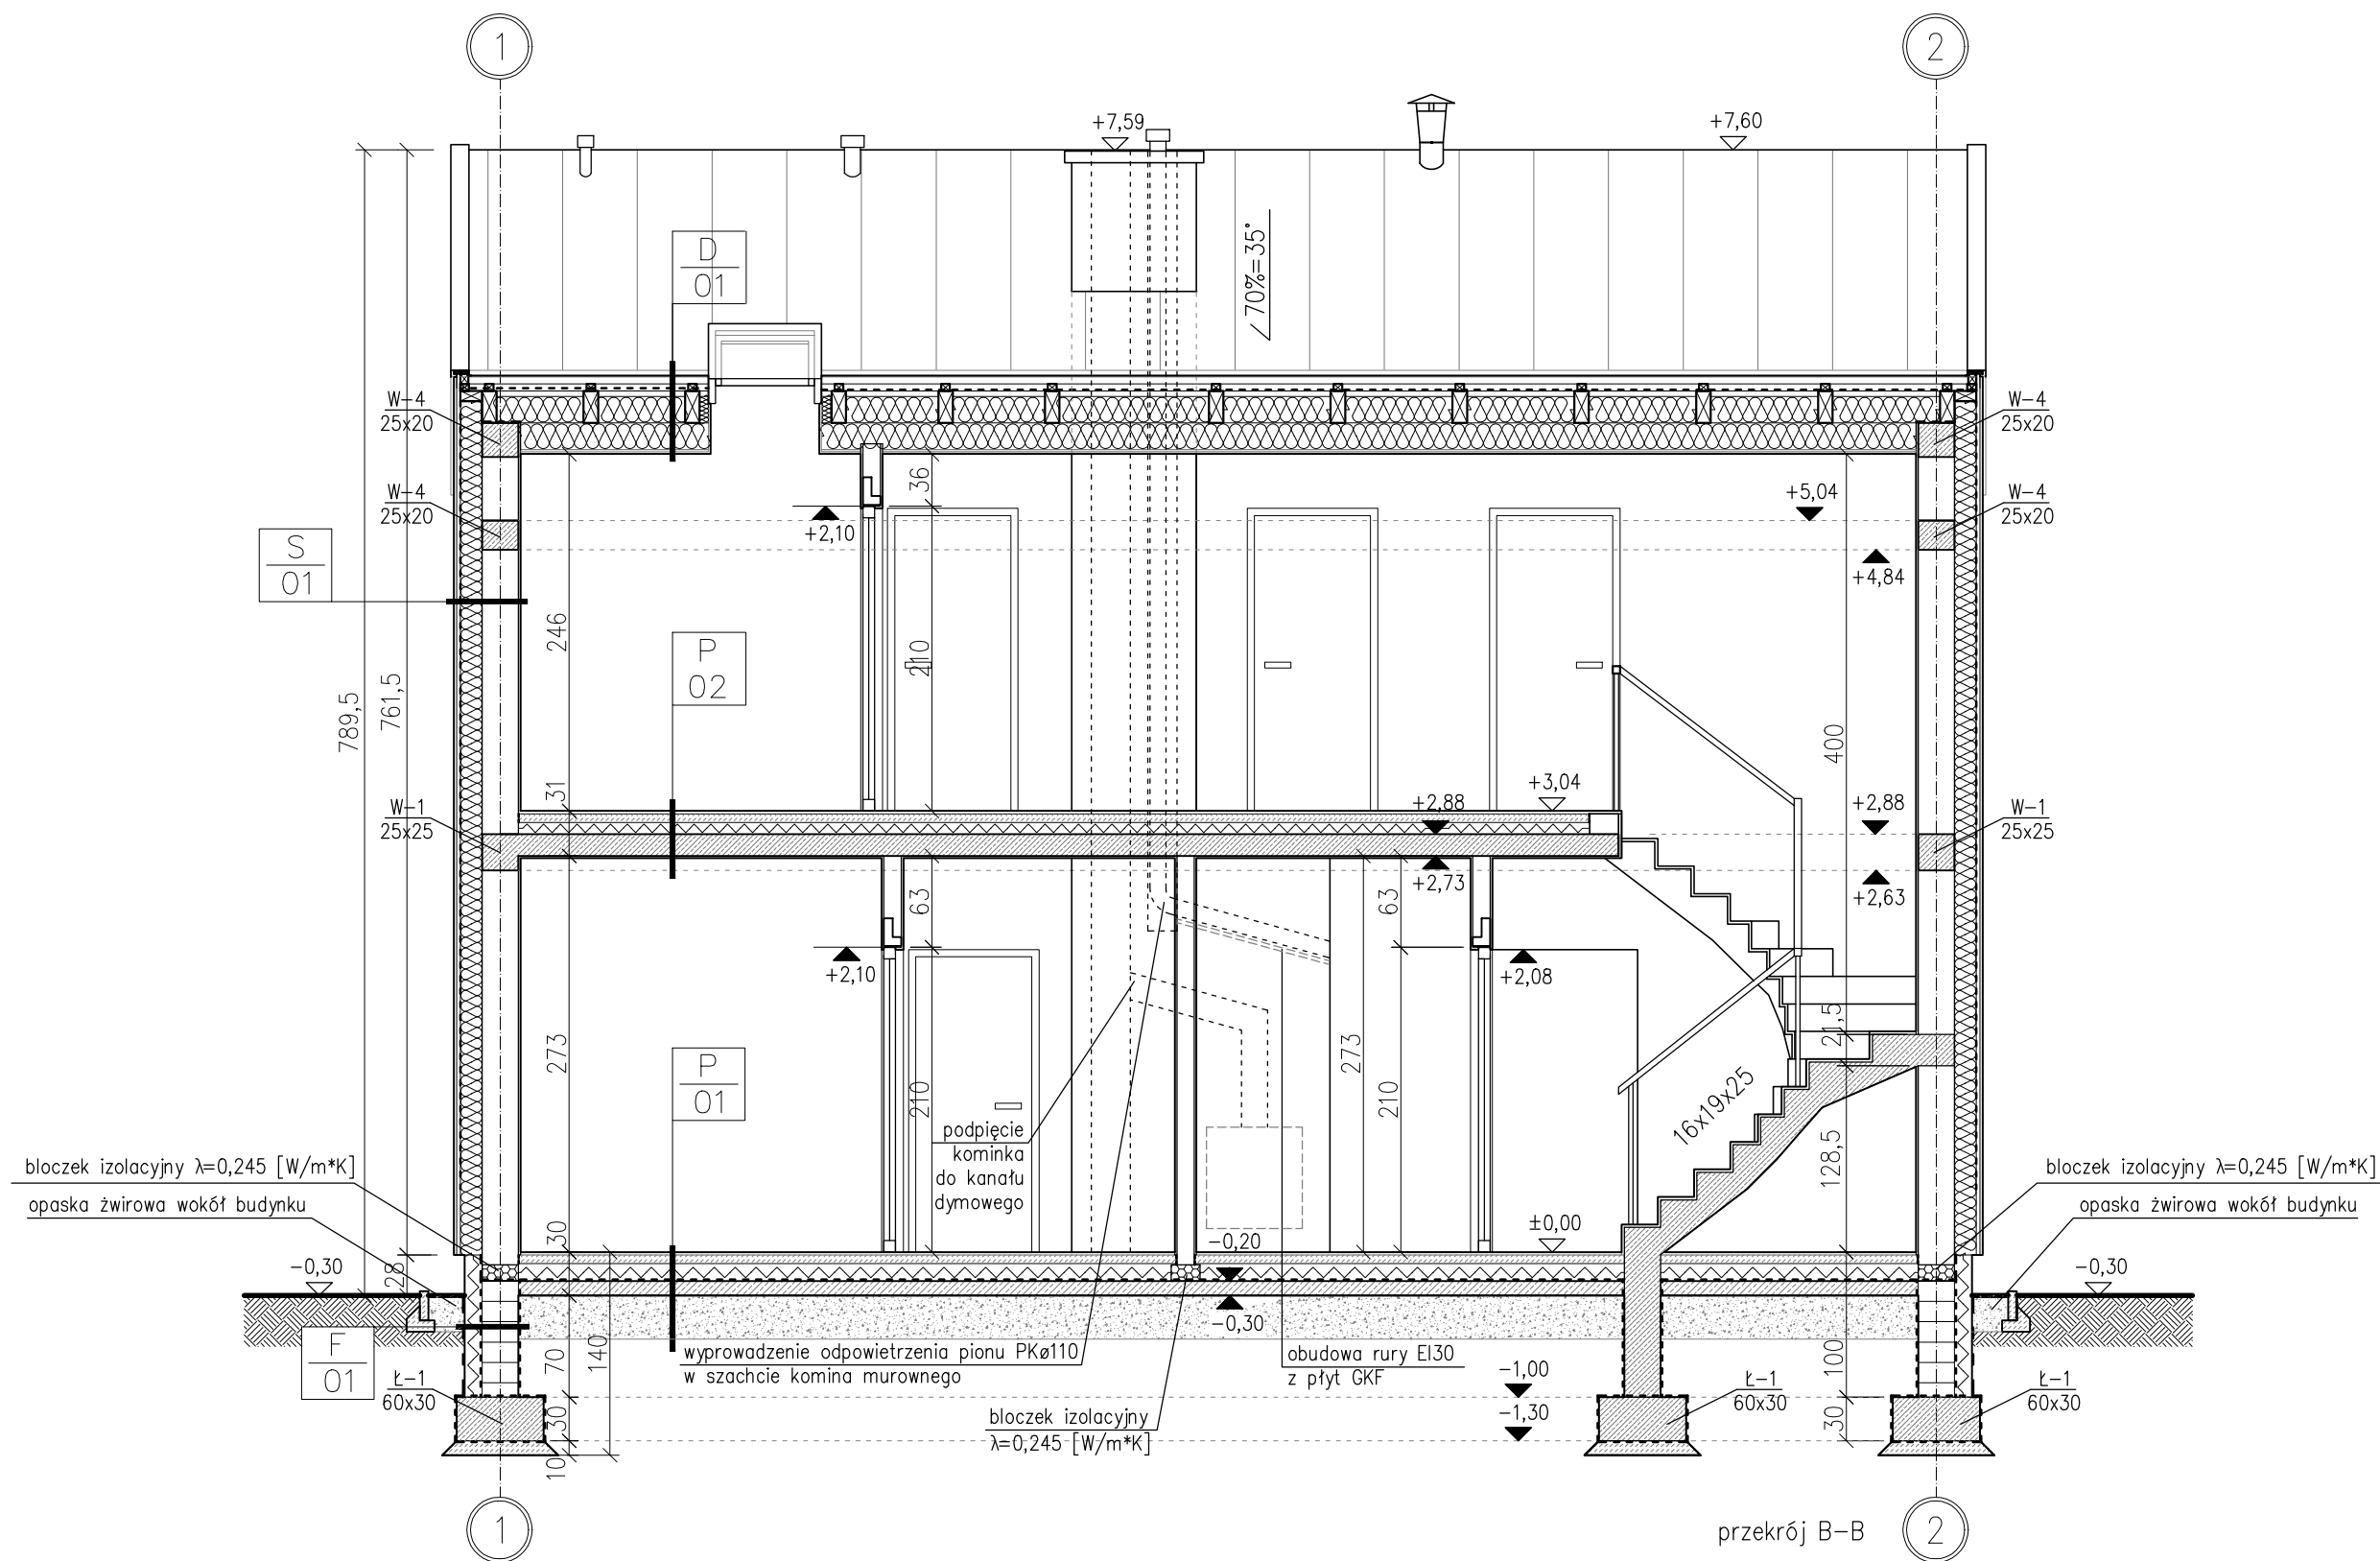 1
2
+7,59
+7,60
D
01
70%=35°
W-4
25x20
W-4
25x20
36
+5,04
W-4
25x20
W-4
25x20
+2,10
+4,84
S
01
246
210
P
02
789,5
761,5
400
31
+3,04
W-1
25x25
+2,88
+2,88
W-1
25x25
+2,73
+2,63
63
63
+2,10
+2,08
273
273
21,5
P
01
210
210
16x19x25
podpięcie
kominka
do kanału
dymowego
128,5
bloczek izolacyjny λ=0,245 [W/m*K]
opaska żwirowa wokół budynku
bloczek izolacyjny λ=0,245 [W/m*K]
opaska żwirowa wokół budynku
30
±0,00
-0,20
-0,30
28
-0,30
-0,30
F
01
70
140
wyprowadzenie odpowietrzenia pionu PKø110
w szachcie komina murownego
obudowa rury EI30
z płyt GKF
-1,00
-1,30
100
Ł-1
60x30
Ł-1
60x30
Ł-1
60x30
30
30
bloczek izolacyjny
λ=0,245 [W/m*K]
10
1
przekrój B-B
2